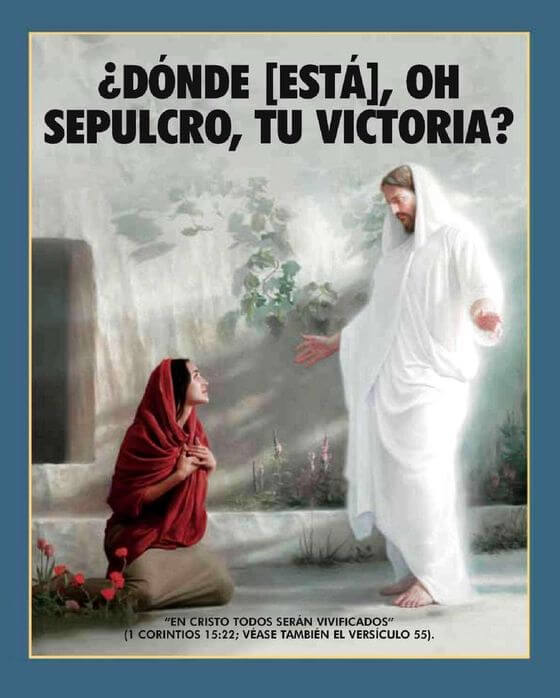 ¿DÓNDE [ESTÁ], OH
SEPULCRO, TU VICTORIA?
"EN CRISTO TODOS SERÁN VIVIFICADOS"
(1 CORINTIOS 15:22; VÉASE TAMBIÉN EL VERSÍCULO 55).